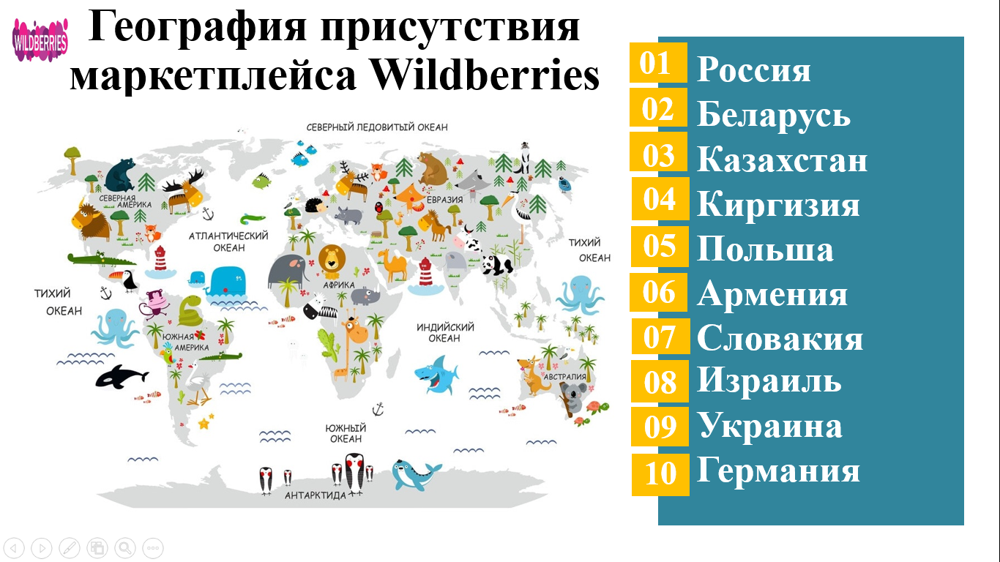 WILDBERRIES
География присутствия
маркетплейса Wildberries
СЕВЕРНЫЙ ЛЕДОВИТЫЙ ОКЕАН
СЕВЕРНАЯ
АМЕРИКА
ЕВРАЗИЯ
АТЛАНТИЧЕСКИЙ
ОКЕАН
ТИХИЙ
ОКЕАН
АФРИКА
ТИХИЙ
ОКЕАН
ИНДИЙСКИЙ
ОКЕАН
ЮЖНАЯ
АМЕРИКА
АВСТРАЛИЯ
ЮЖНЫЙ
ОКЕАН
АНТАРКТИДА
01 Россия
02 Беларусь
03 Казахстан
04 Киргизия
05 Польша
06 Армения
07 Словакия
08 Израиль
09 Украина
10 Германия